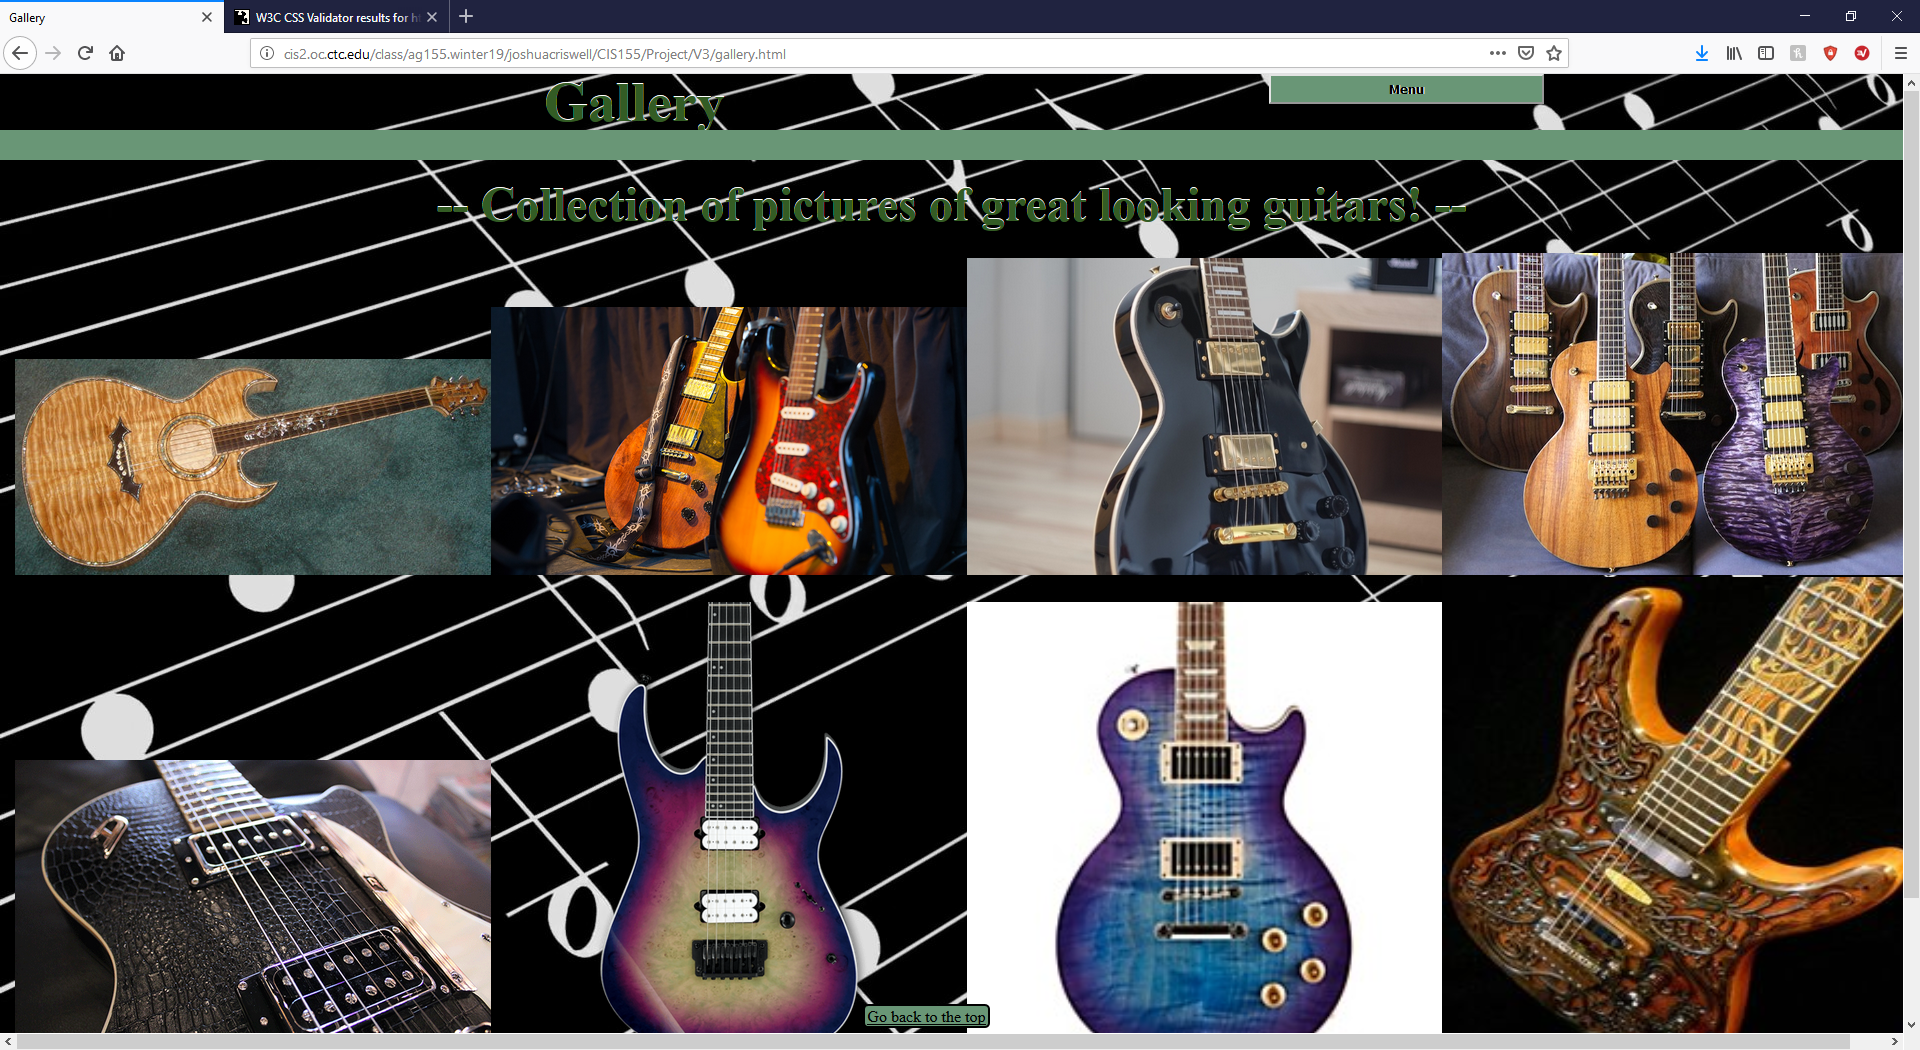 Gallery
W3C CSS Validator results for
cis2.oc.ctc.edu/class/ag155.winter19/joshuacriswell/CIS155/Project/V3/gallery.html
Gallery
Menu
-- Collection of pictures of great looking guitars! --
Go back to the top